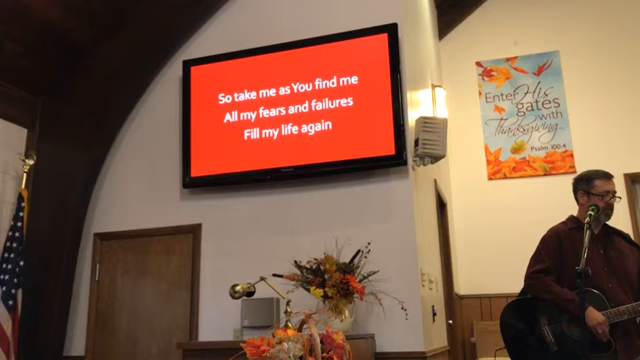 So take me as You find me
All my fears and failures
Fill my life again
Enter His
gates
with
Thanksgiving
Psalm 100:4